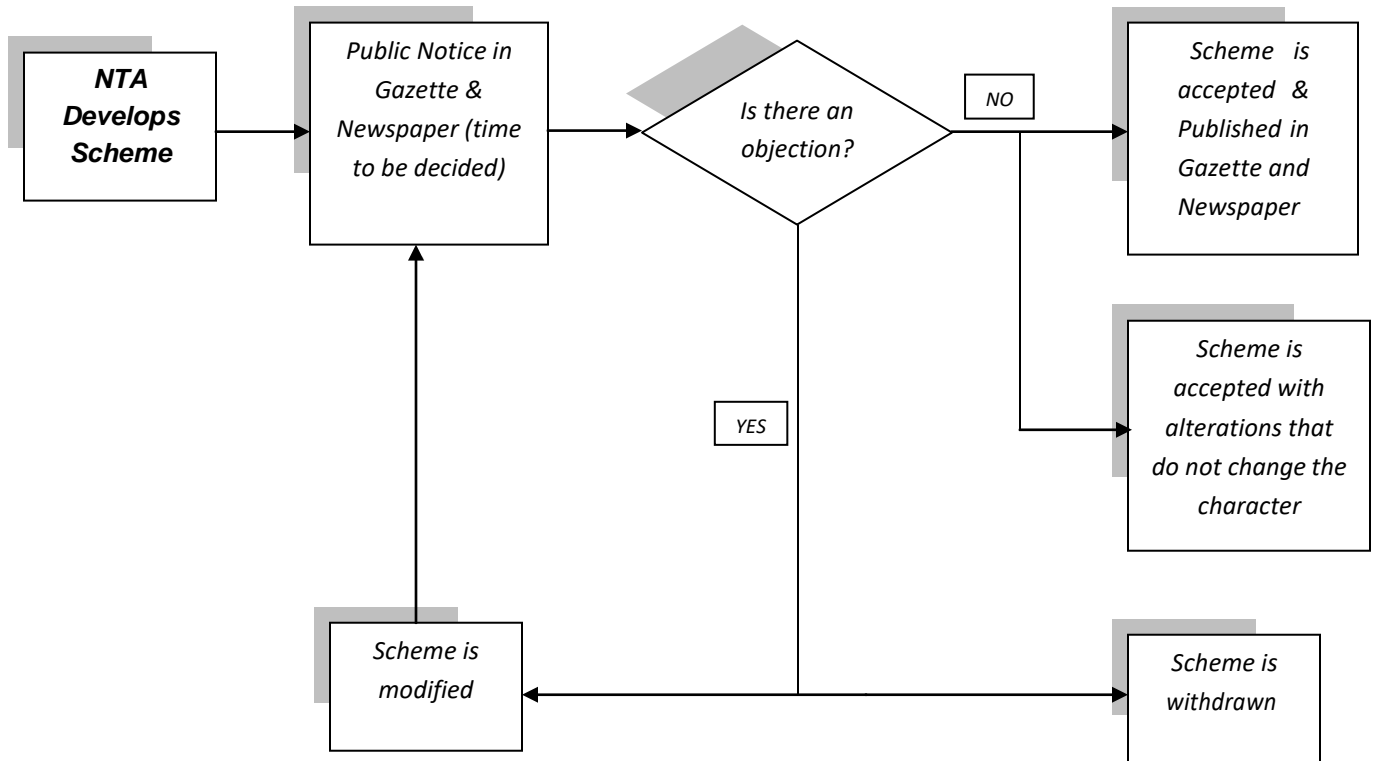 NTA
Develops
Scheme
Public Notice in
Gazette &
Newspaper (time
to be decided)
Is there an
objection?
NO
Scheme is
accepted &
Published in
Gazette and
Newspaper
Scheme is
accepted with
alterations that
do not change the
character
YES
Scheme is
modified
Scheme is
withdrawn